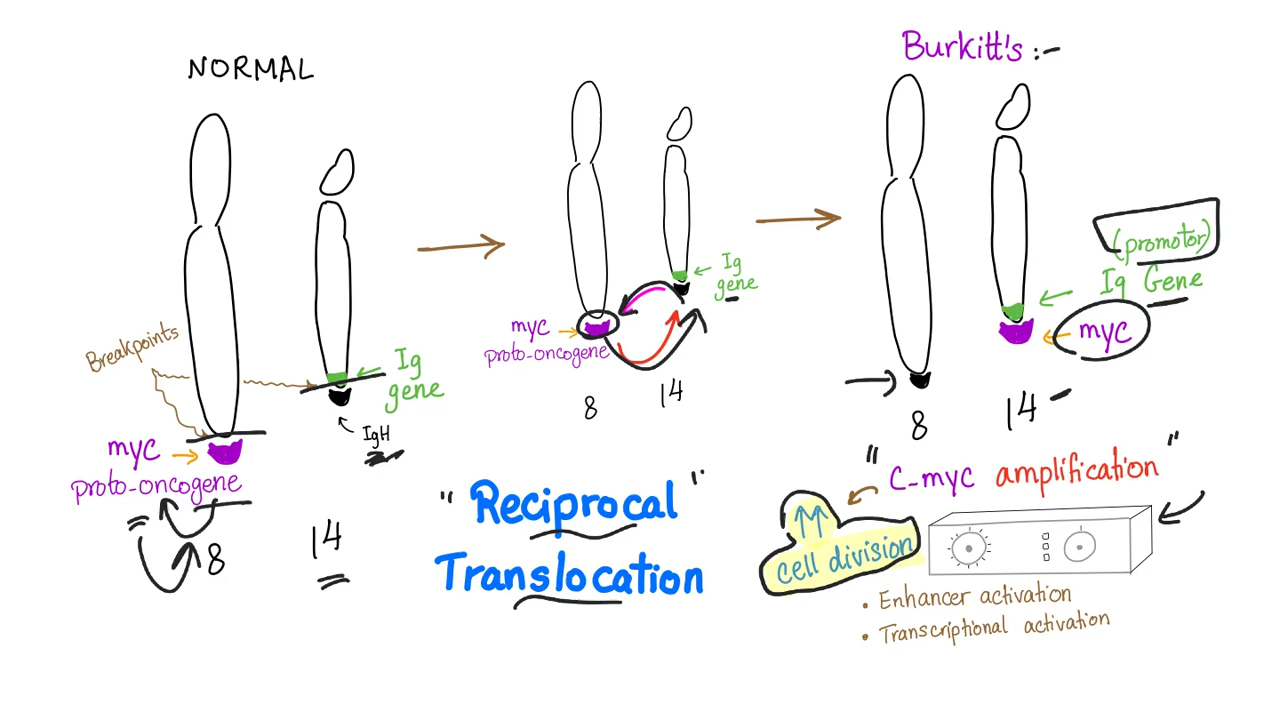 NORMAL
Breakpoints
Ig
gene
IgH
myc
proto-oncogene
8
14
Ig
gene
myc
proto-oncogene
8
14
"Reciprocal"
Translocation
Burkitt's :-
(promotor)
Ig Gene
myc
8
14
"C-myc amplification"
↑↑
cell division
• Enhancer activation
• Transcriptional activation